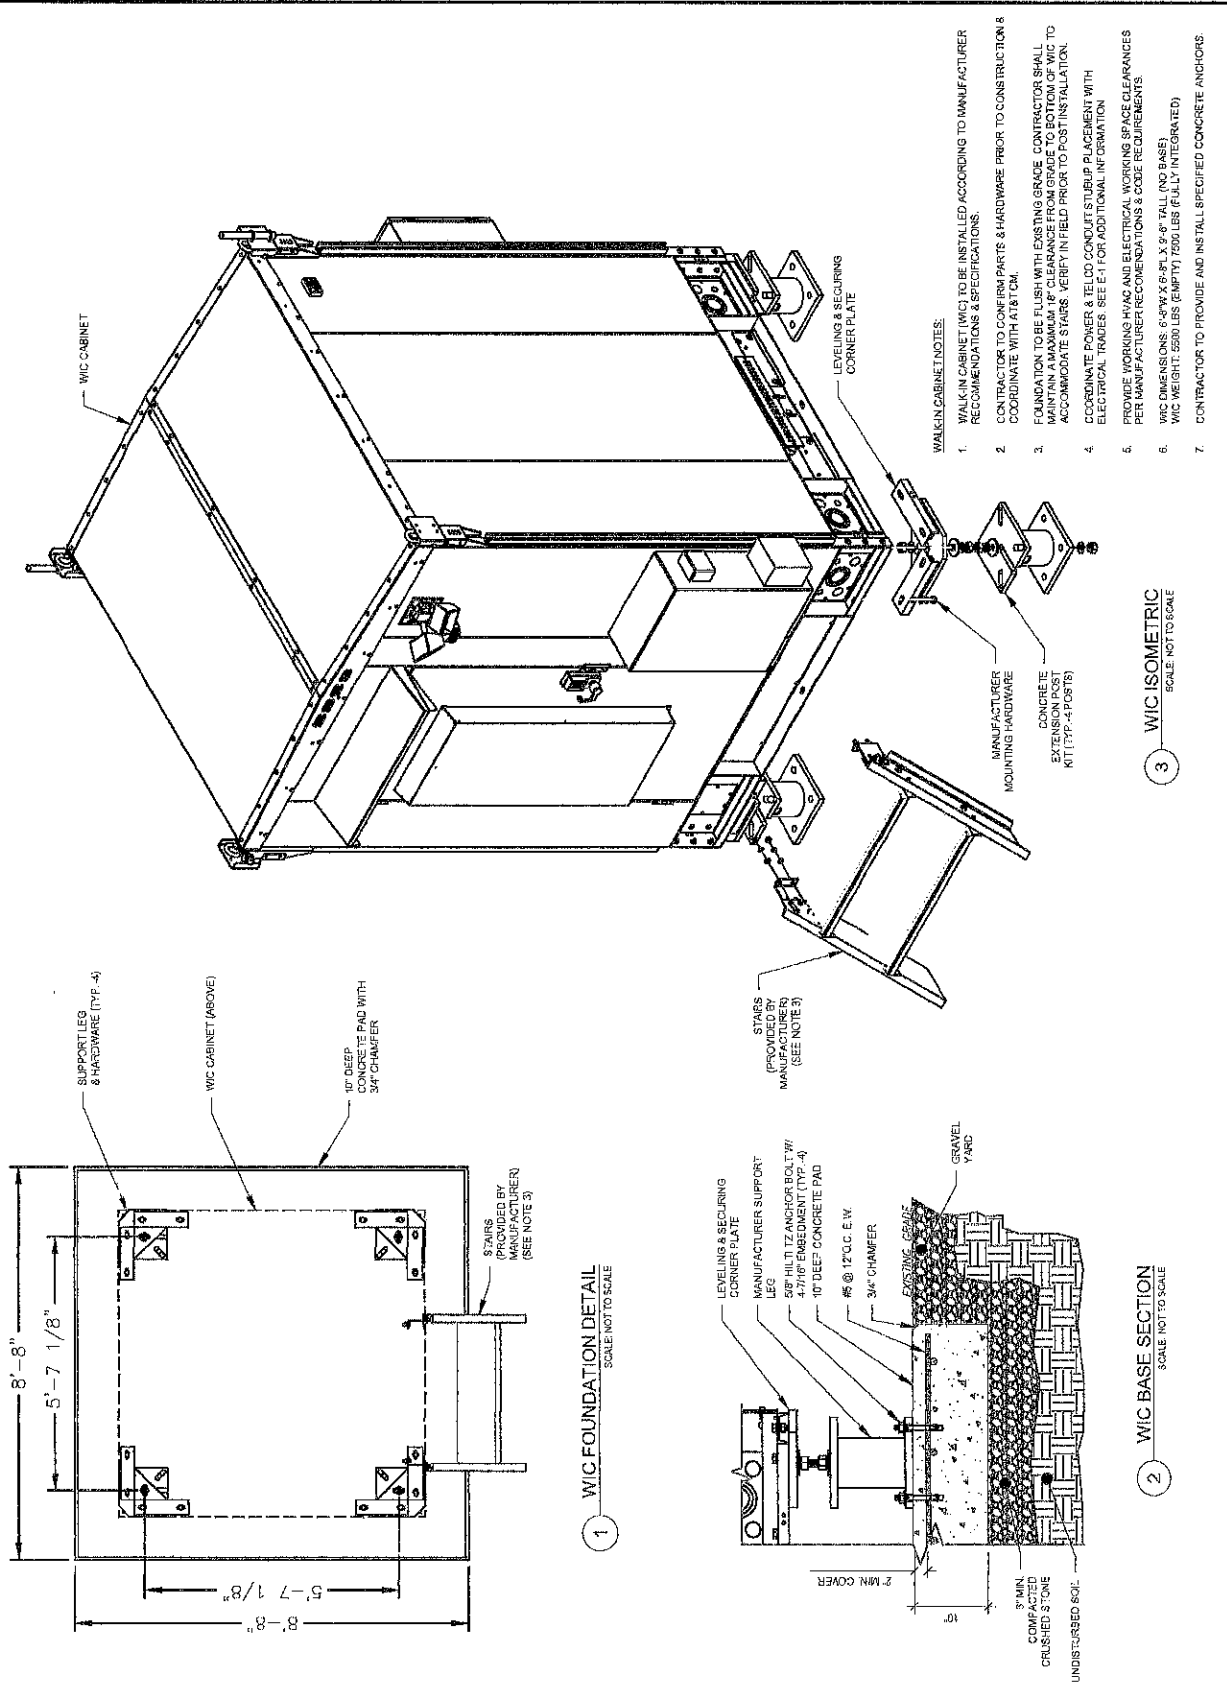 8'-8"
5'-7 1/8"
5'-7 1/8"
8'-8"
SUPPORT LEG
& HARDWARE (TYP.-4)
WIC CABINET (ABOVE)
10" DEEP
CONCRETE PAD WITH
3/4" CHAMFER
STAIRS
(PROVIDED BY
MANUFACTURER)
(SEE NOTE 3)
1
WIC FOUNDATION DETAIL
SCALE: NOT TO SCALE
LEVELING & SECURING
CORNER PLATE
MANUFACTURER SUPPORT
LEG
5/8" HILTI TZ ANCHOR BOLT W/
4-7/16" EMBEDMENT (TYP.-4)
10" DEEP CONCRETE PAD
#5 @ 12" O.C. E.W.
3/4" CHAMFER
EXISTING GRADE
GRAVEL
YARD
2" MIN. COVER
10"
MIN.
COMPACTED
CRUSHED STONE
UNDISTURBED SOIL
2
WIC BASE SECTION
SCALE: NOT TO SCALE
WIC CABINET
LEVELING & SECURING
CORNER PLATE
STAIRS
(PROVIDED BY
MANUFACTURER)
(SEE NOTE 3)
MANUFACTURER
MOUNTING HARDWARE
CONCRETE
EXTENSION POST
KIT (TYP.-4 POSTS)
3
WIC ISOMETRIC
SCALE: NOT TO SCALE
WALK-IN CABINET NOTES:
1. WALK-IN CABINET (WIC) TO BE INSTALLED ACCORDING TO MANUFACTURER
RECOMMENDATIONS & SPECIFICATIONS.
2. CONTRACTOR TO CONFIRM PARTS & HARDWARE PRIOR TO CONSTRUCTION &
COORDINATE WITH AT&T CM.
3. FOUNDATION TO BE FLUSH WITH EXISTING GRADE. CONTRACTOR SHALL
MAINTAIN A MAXIMUM 18" CLEARANCE FROM GRADE TO BOTTOM OF WIC TO
ACCOMMODATE STAIRS. VERIFY IN FIELD PRIOR TO POST INSTALLATION.
4. COORDINATE POWER & TELCO CONDUIT STUBUP PLACEMENT WITH
ELECTRICAL TRADES. SEE E-1 FOR ADDITIONAL INFORMATION
5. PROVIDE WORKING HVAC AND ELECTRICAL WORKING SPACE CLEARANCES
PER MANUFACTURER RECOMENDATIONS & CODE REQUIREMENTS.
6. WIC DIMENSIONS: 6'-8"W X 6'-8"L X 9'-6" TALL (NO BASE)
WIC WEIGHT: 5500 LBS (EMPTY) 7500 LBS (FULLY INTEGRATED)
7. CONTRACTOR TO PROVIDE AND INSTALL SPECIFIED CONCRETE ANCHORS.